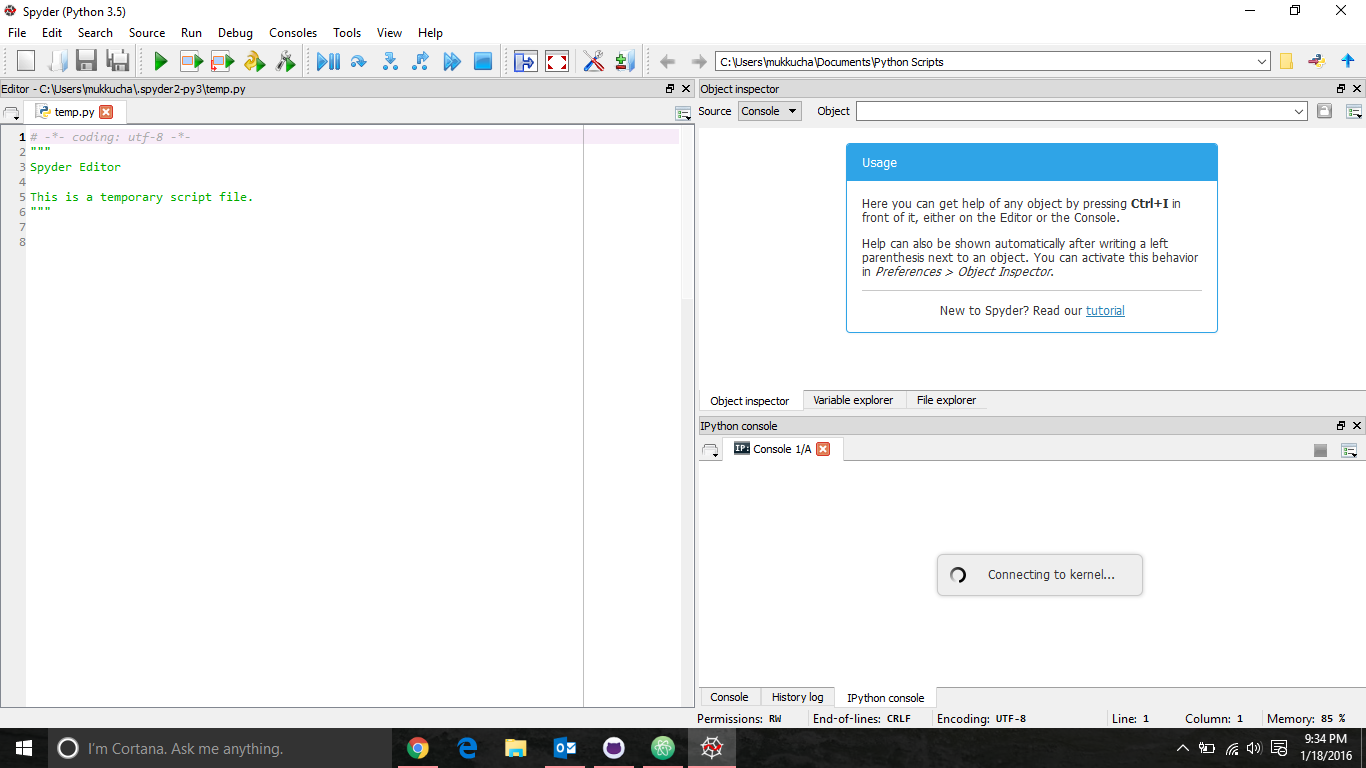 Spyder (Python 3.5)
File Edit Search Source Run Debug Consoles Tools View Help
C:\Users\mukkucha\Documents\Python Scripts
Editor - C:\Users\mukkucha\.spyder2-py3\temp.py
temp.py
1 # -*- coding: utf-8 -*-
2 """
3 Spyder Editor
4
5 This is a temporary script file.
6 """
7
8
Object inspector
Source Console Object
Usage
Here you can get help of any object by pressing Ctrl+I in
front of it, either on the Editor or the Console.
Help can also be shown automatically after writing a left
parenthesis next to an object. You can activate this behavior
in Preferences > Object Inspector.
New to Spyder? Read our tutorial
Object inspector Variable explorer File explorer
IPython console
IP: Console 1/A
Connecting to kernel...
Console History log IPython console
Permissions: RW End-of-lines: CRLF Encoding: UTF-8 Line: 1 Column: 1 Memory: 85 %
I'm Cortana. Ask me anything.
9:34 PM
1/18/2016